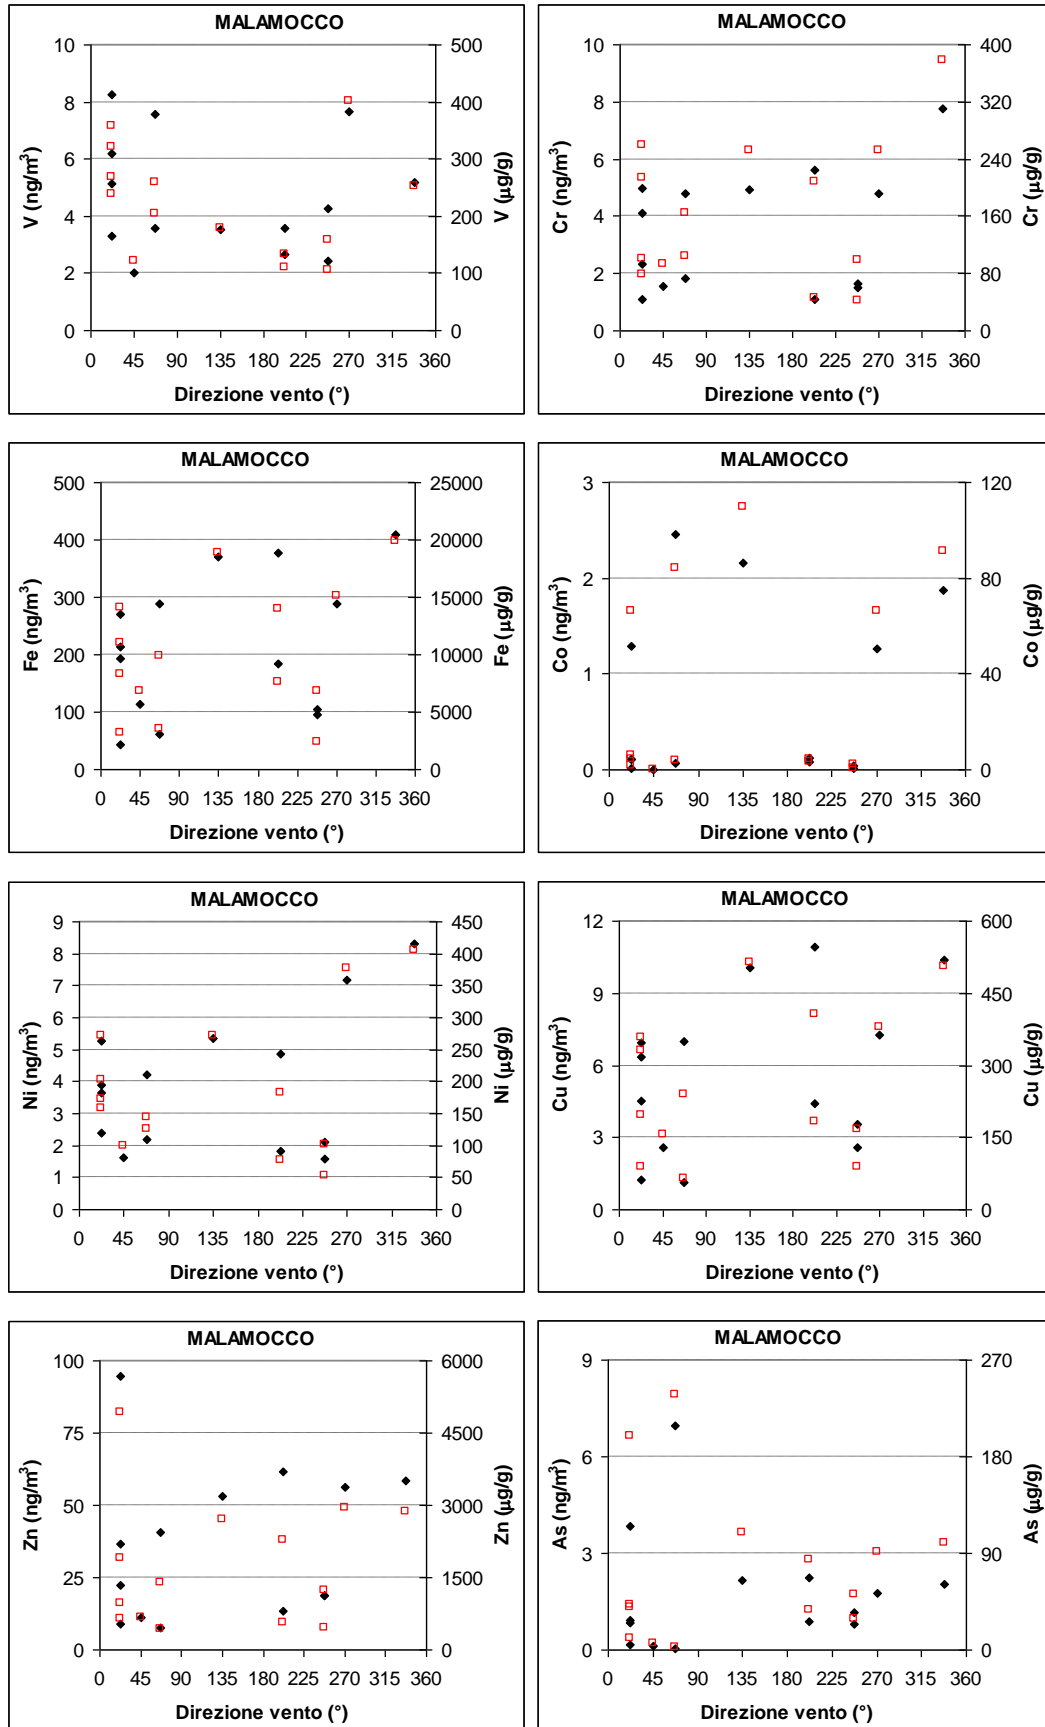 MALAMOCCO
10
8
6
4
2
0
500
400
300
200
100
0
V (ng/m³)
V (µg/g)
0 45 90 135 180 225 270 315 360
Direzione vento (°)
MALAMOCCO
10
8
6
4
2
0
400
320
240
160
80
0
Cr (ng/m³)
Cr (µg/g)
0 45 90 135 180 225 270 315 360
Direzione vento (°)
MALAMOCCO
500
400
300
200
100
0
25000
20000
15000
10000
5000
0
Fe (ng/m³)
Fe (µg/g)
0 45 90 135 180 225 270 315 360
Direzione vento (°)
MALAMOCCO
3
2
1
0
120
80
40
0
Co (ng/m³)
Co (µg/g)
0 45 90 135 180 225 270 315 360
Direzione vento (°)
MALAMOCCO
9
8
7
6
5
4
3
2
1
0
450
400
350
300
250
200
150
100
50
0
Ni (ng/m³)
Ni (µg/g)
0 45 90 135 180 225 270 315 360
Direzione vento (°)
MALAMOCCO
12
9
6
3
0
600
450
300
150
0
Cu (ng/m³)
Cu (µg/g)
0 45 90 135 180 225 270 315 360
Direzione vento (°)
MALAMOCCO
100
75
50
25
0
6000
4500
3000
1500
0
Zn (ng/m³)
Zn (µg/g)
0 45 90 135 180 225 270 315 360
Direzione vento (°)
MALAMOCCO
9
6
3
0
270
180
90
0
As (ng/m³)
As (µg/g)
0 45 90 135 180 225 270 315 360
Direzione vento (°)